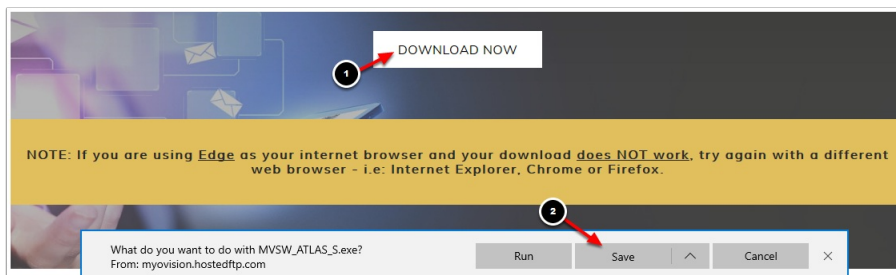 DOWNLOAD NOW
1
NOTE: If you are using Edge as your internet browser and your download does NOT work, try again with a different
web browser - i.e: Internet Explorer, Chrome or Firefox.
2
What do you want to do with MVSW_ATLAS_S.exe?
From: myovision.hostedftp.com
Run
Save
Cancel